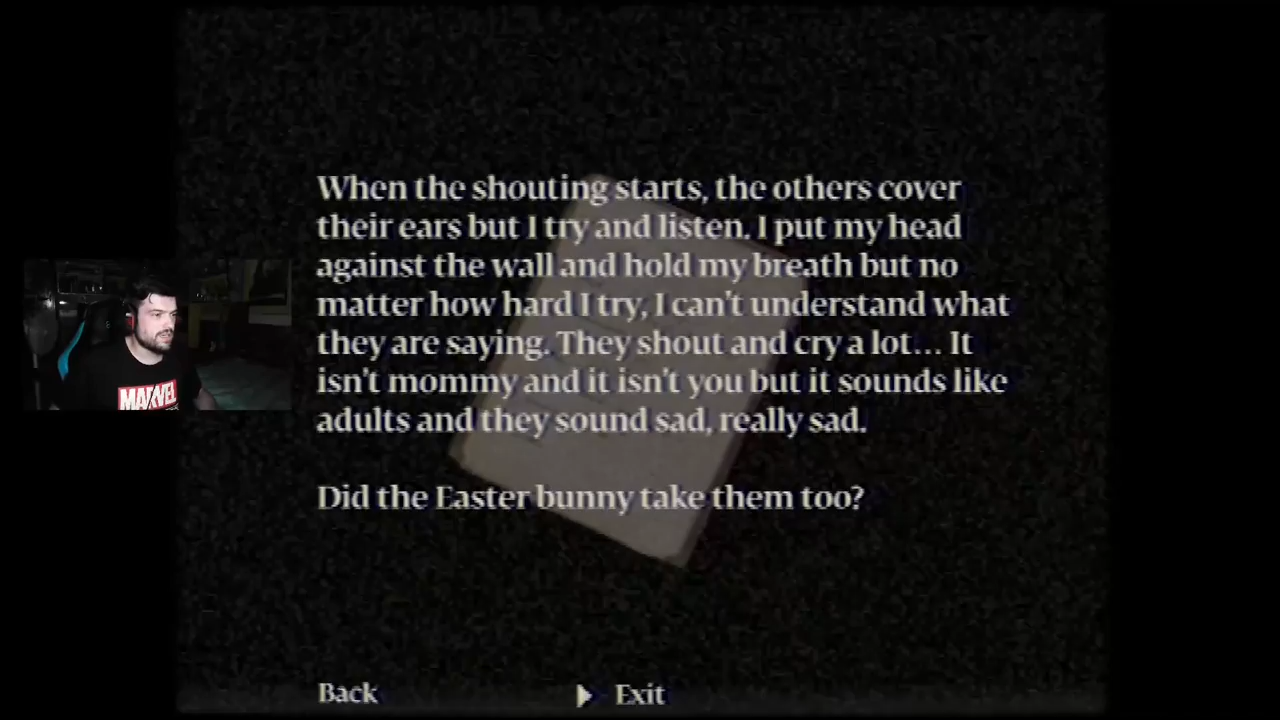 When the shouting starts, the others cover
their ears but I try and listen. I put my head
against the wall and hold my breath but no
matter how hard I try, I can't understand what
they are saying. They shout and cry a lot... It
isn't mommy and it isn't you but it sounds like
adults and they sound sad, really sad.
Did the Easter bunny take them too?
MARVEL
Back
Exit